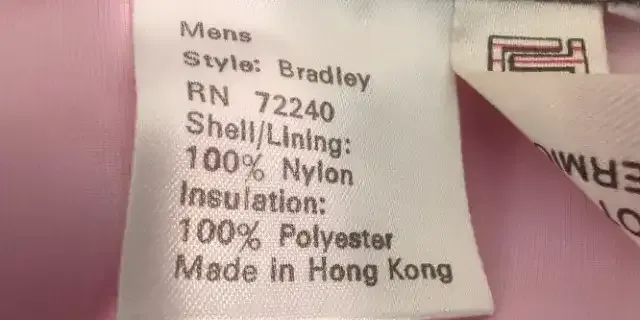 Mens
Style: Bradley
RN 72240
Shell/Lining:
100% Nylon
Insulation:
100% Polyester
Made in Hong Kong